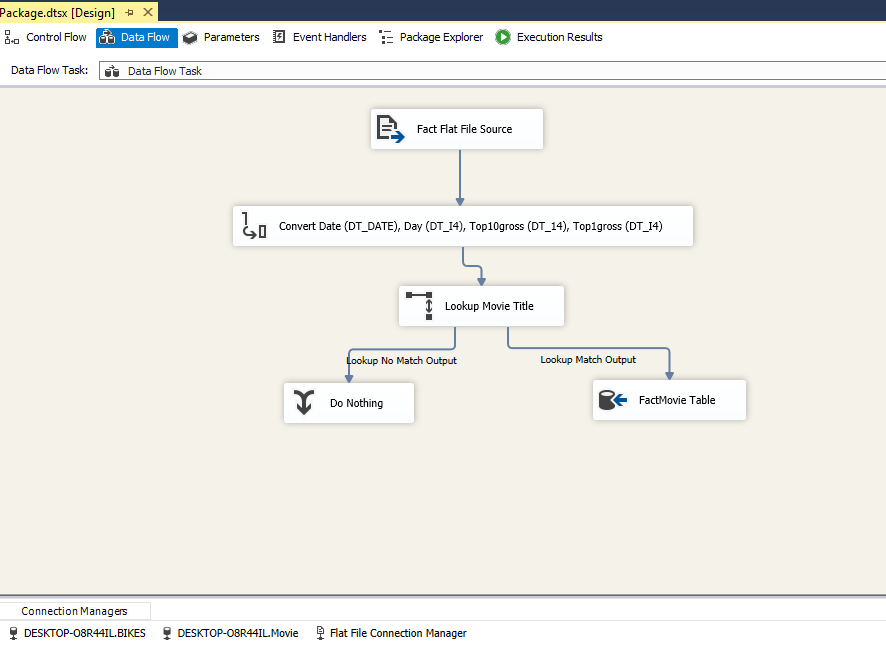 Package.dtsx [Design]
Control Flow Data Flow Parameters Event Handlers Package Explorer Execution Results
Data Flow Task: Data Flow Task
Fact Flat File Source
Convert Date (DT_DATE), Day (DT_I4), Top10gross (DT_14), Top1gross (DT_I4)
Lookup Movie Title
Lookup No Match Output Lookup Match Output
Do Nothing FactMovie Table
Connection Managers
DESKTOP-O8R44IL.BIKES DESKTOP-O8R44IL.Movie Flat File Connection Manager